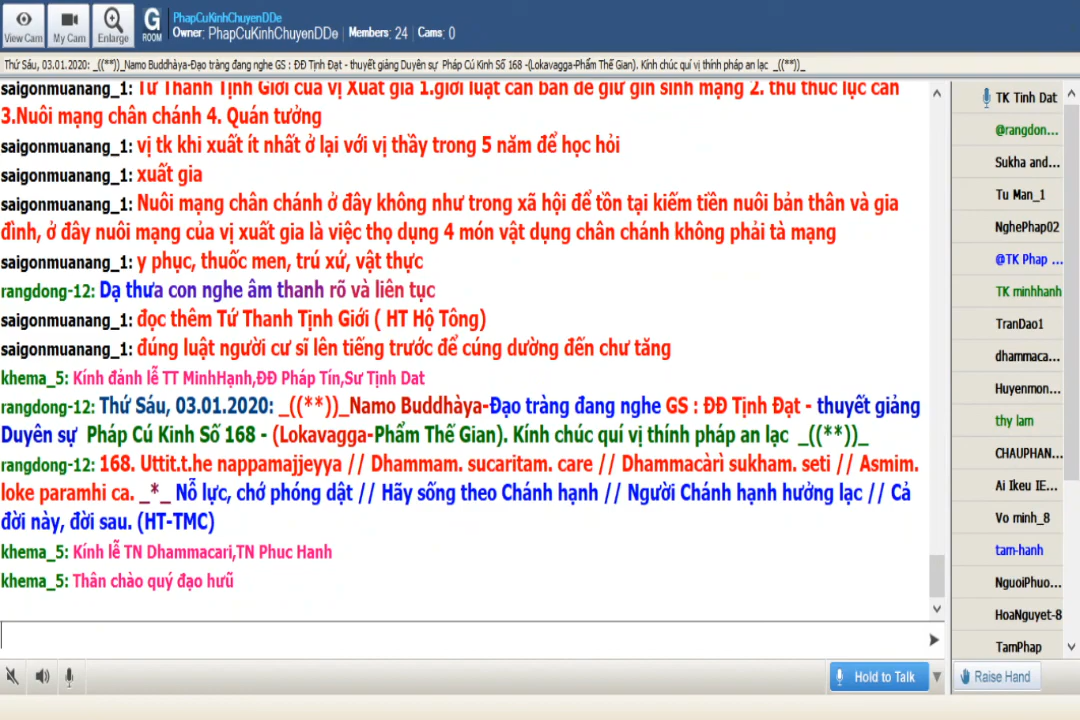 PhapCuKinhChuyenDDe
Owner: PhapCuKinhChuyenDDe Members: 24 Cams: 0
View Cam My Cam Enlarge G ROOM
Thứ Sáu, 03.01.2020: _((**))_Namo Buddhàya-Đạo tràng đang nghe GS : ĐĐ Tịnh Đạt - thuyết giảng Duyên sự Pháp Cú Kinh Số 168 -(Lokavagga-Phẩm Thế Gian). Kính chúc quí vị thính pháp an lạc _((**))_
saigonmuanang_1: Tứ Thanh Tịnh Giới của vị Xuất gia 1.giới luật căn bản để giữ gìn sinh mạng 2. thu thúc lục căn
3.Nuôi mạng chân chánh 4. Quán tưởng
saigonmuanang_1: vị tk khi xuất ít nhất ở lại với vị thầy trong 5 năm để học hỏi
saigonmuanang_1: xuất gia
saigonmuanang_1: Nuôi mạng chân chánh ở đây không như trong xã hội để tồn tại kiếm tiền nuôi bản thân và gia
đình, ở đây nuôi mạng của vị xuất gia là việc thọ dụng 4 món vật dụng chân chánh không phải tà mạng
saigonmuanang_1: y phục, thuốc men, trú xứ, vật thực
rangdong-12: Dạ thưa con nghe âm thanh rõ và liên tục
saigonmuanang_1: đọc thêm Tứ Thanh Tịnh Giới ( HT Hộ Tông)
saigonmuanang_1: đúng luật người cư sĩ lên tiếng trước để cúng dường đến chư tăng
khema_5: Kính đảnh lễ TT MinhHạnh,ĐĐ Pháp Tín,Sư Tịnh Dat
rangdong-12: Thứ Sáu, 03.01.2020: _((**))_Namo Buddhàya-Đạo tràng đang nghe GS : ĐĐ Tịnh Đạt - thuyết giảng
Duyên sự Pháp Cú Kinh Số 168 - (Lokavagga-Phẩm Thế Gian). Kính chúc quí vị thính pháp an lạc _((**))_
rangdong-12: 168. Uttit.t.he nappamajjeyya // Dhammam. sucaritam. care // Dhammacàrì sukham. seti // Asmim.
loke paramhi ca. _*_ Nỗ lực, chớ phóng dật // Hãy sống theo Chánh hạnh // Người Chánh hạnh hưởng lạc // Cả
đời này, đời sau. (HT-TMC)
khema_5: Kính lễ TN Dhammacari,TN Phuc Hanh
khema_5: Thân chào quý đạo hưũ
TK Tinh Dat
@rangdon...
Sukha and...
Tu Man_1
NghePhap02
@TK Phap ...
TK minhhanh
TranDao1
dhammaca...
Huyenmon...
thy lam
CHAUPHAN...
Ai Ikeu IE...
Vo minh_8
tam-hanh
NguoiPhuo...
HoaNguyet-8
TamPhap
Hold to Talk
Raise Hand